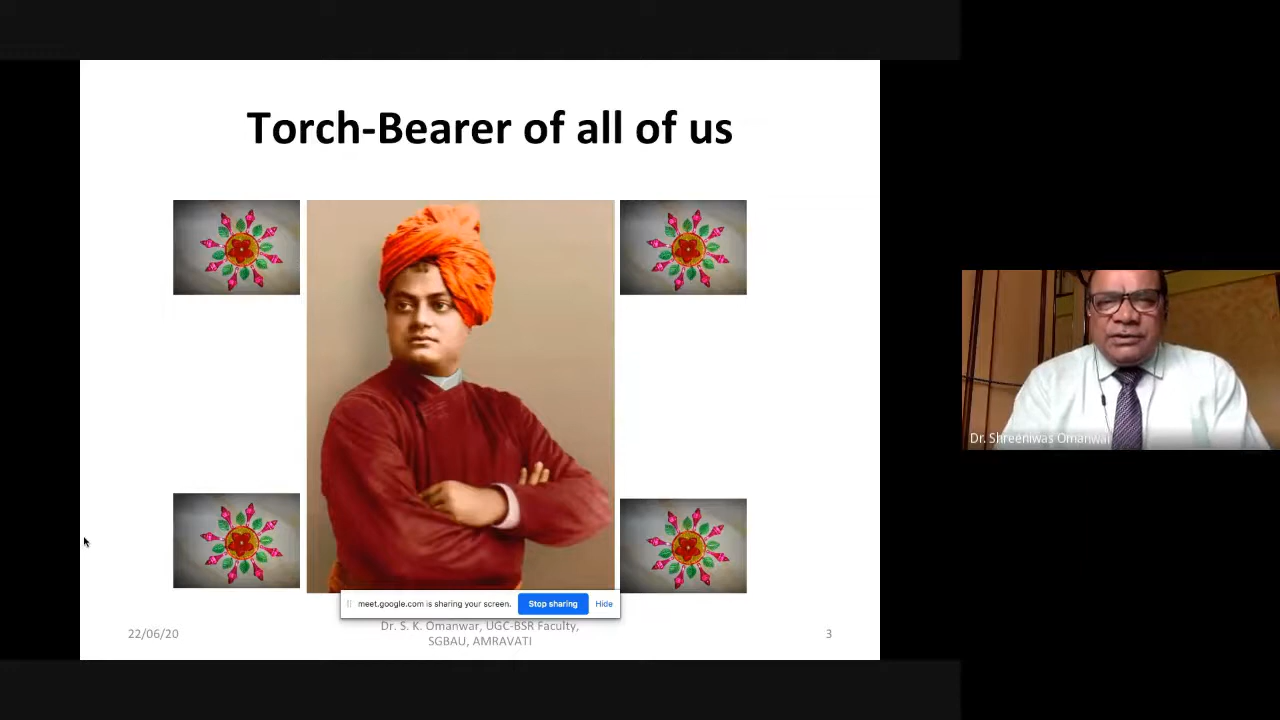 Torch-Bearer of all of us
Dr. Shreeniwas Omanwar
meet.google.com is sharing your screen. Stop sharing Hide
22/06/20
Dr. S. K. Omanwar, UGC-BSR Faculty,
SGBAU, AMRAVATI
3